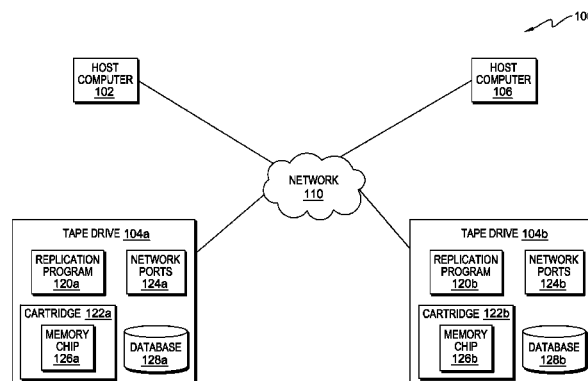 100
HOST
COMPUTER
102
HOST
COMPUTER
106
NETWORK
110
TAPE DRIVE 104a
REPLICATION
PROGRAM
120a
NETWORK
PORTS
124a
CARTRIDGE 122a
MEMORY
CHIP
126a
DATABASE
128a
TAPE DRIVE 104b
REPLICATION
PROGRAM
120b
NETWORK
PORTS
124b
CARTRIDGE 122b
MEMORY
CHIP
126b
DATABASE
128b